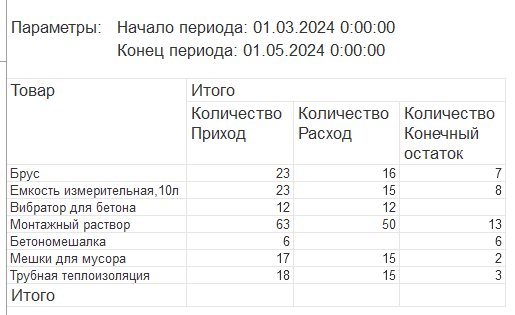 Параметры: Начало периода: 01.03.2024 0:00:00
Конец периода: 01.05.2024 0:00:00
Товар Итого
Количество Количество Количество
Приход Расход Конечный
остаток
Брус 23 16 7
Емкость измерительная,10л 23 15 8
Вибратор для бетона 12 12
Монтажный раствор 63 50 13
Бетономешалка 6 6
Мешки для мусора 17 15 2
Трубная теплоизоляция 18 15 3
Итого